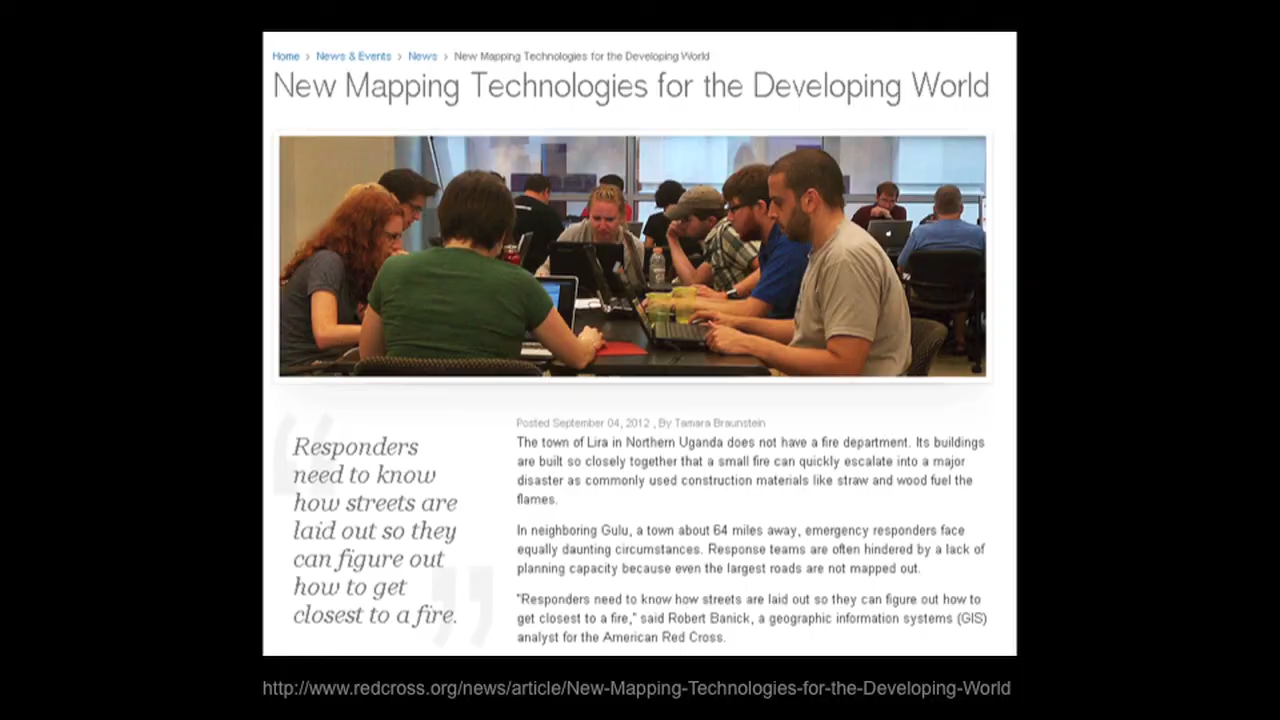 Home › News & Events › News › New Mapping Technologies for the Developing World
New Mapping Technologies for the Developing World
Responders
need to know
how streets are
laid out so they
can figure out
how to get
closest to a fire.
Posted September 04, 2012 , By Tamara Braunstein
The town of Lira in Northern Uganda does not have a fire department. Its buildings
are built so closely together that a small fire can quickly escalate into a major
disaster as commonly used construction materials like straw and wood fuel the
flames.
In neighboring Gulu, a town about 64 miles away, emergency responders face
equally daunting circumstances. Response teams are often hindered by a lack of
planning capacity because even the largest roads are not mapped out.
"Responders need to know how streets are laid out so they can figure out how to
get closest to a fire," said Robert Banick, a geographic information systems (GIS)
analyst for the American Red Cross.
http://www.redcross.org/news/article/New-Mapping-Technologies-for-the-Developing-World